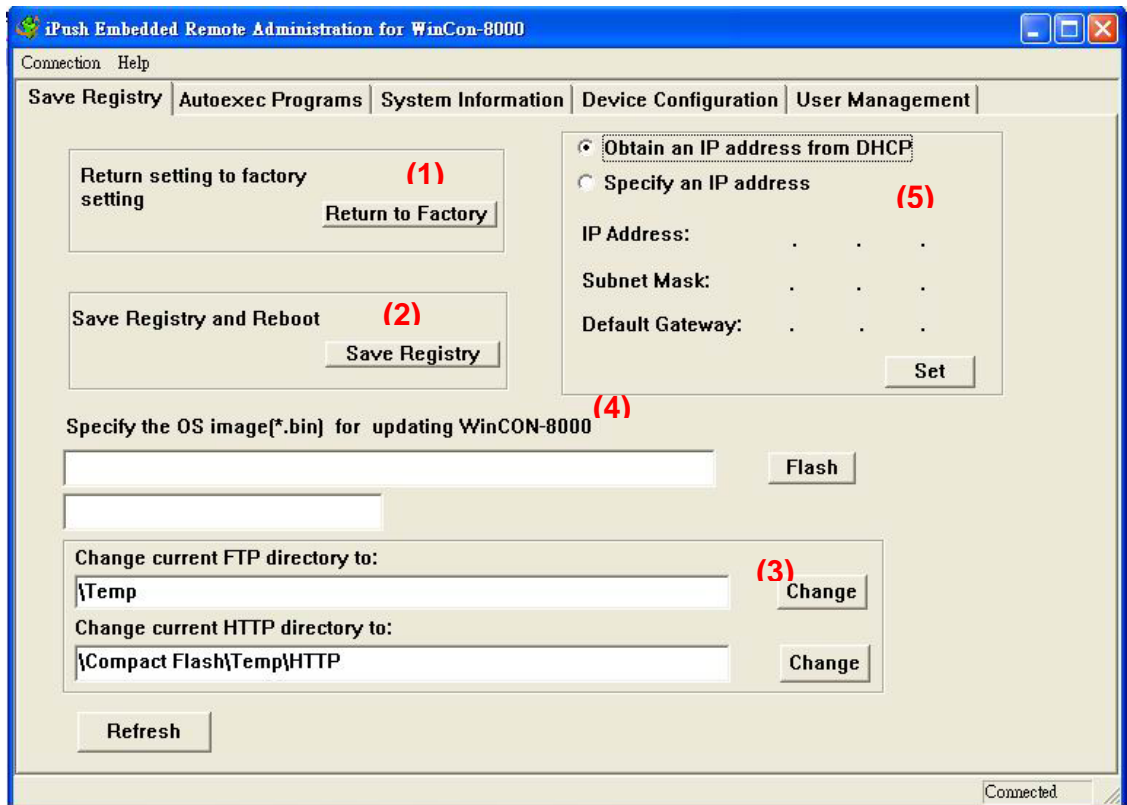 iPush Embedded Remote Administration for WinCon-8000
Connection Help
Save Registry Autoexec Programs System Information Device Configuration User Management
Return setting to factory
setting
(1)
Return to Factory
Save Registry and Reboot
(2)
Save Registry
Obtain an IP address from DHCP
Specify an IP address
(5)
IP Address: . . .
Subnet Mask: . . .
Default Gateway: . . .
Set
(4)
Specify the OS image(*.bin) for updating WinCON-8000
Flash
Change current FTP directory to:
(3)
\Temp
Change
Change current HTTP directory to:
\Compact Flash\Temp\HTTP
Change
Refresh
Connected